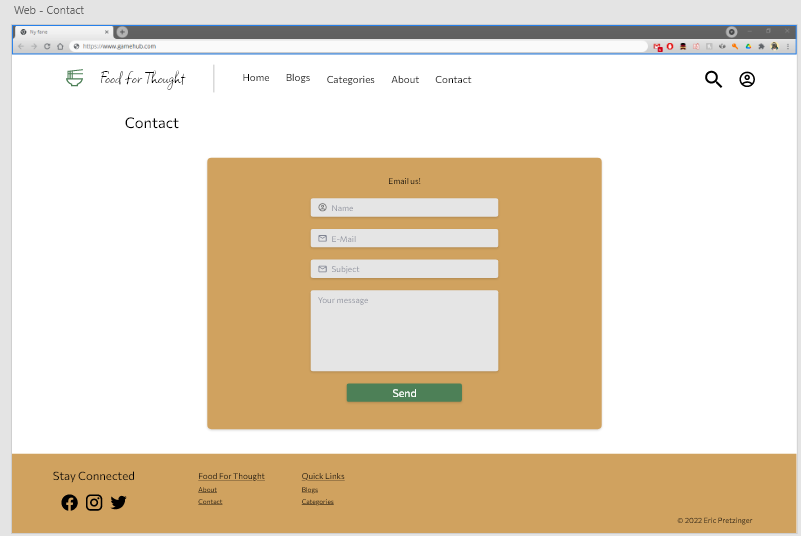 Web - Contact
My fans
https://www.gamehub.com
Food For Thought
Home Blogs Categories About Contact
Contact
Email us!
Name
E-Mail
Subject
Your message
Send
Stay Connected
Food For Thought
About
Contact
Quick Links
Blogs
Categories
© 2022 Eric Pretzinger